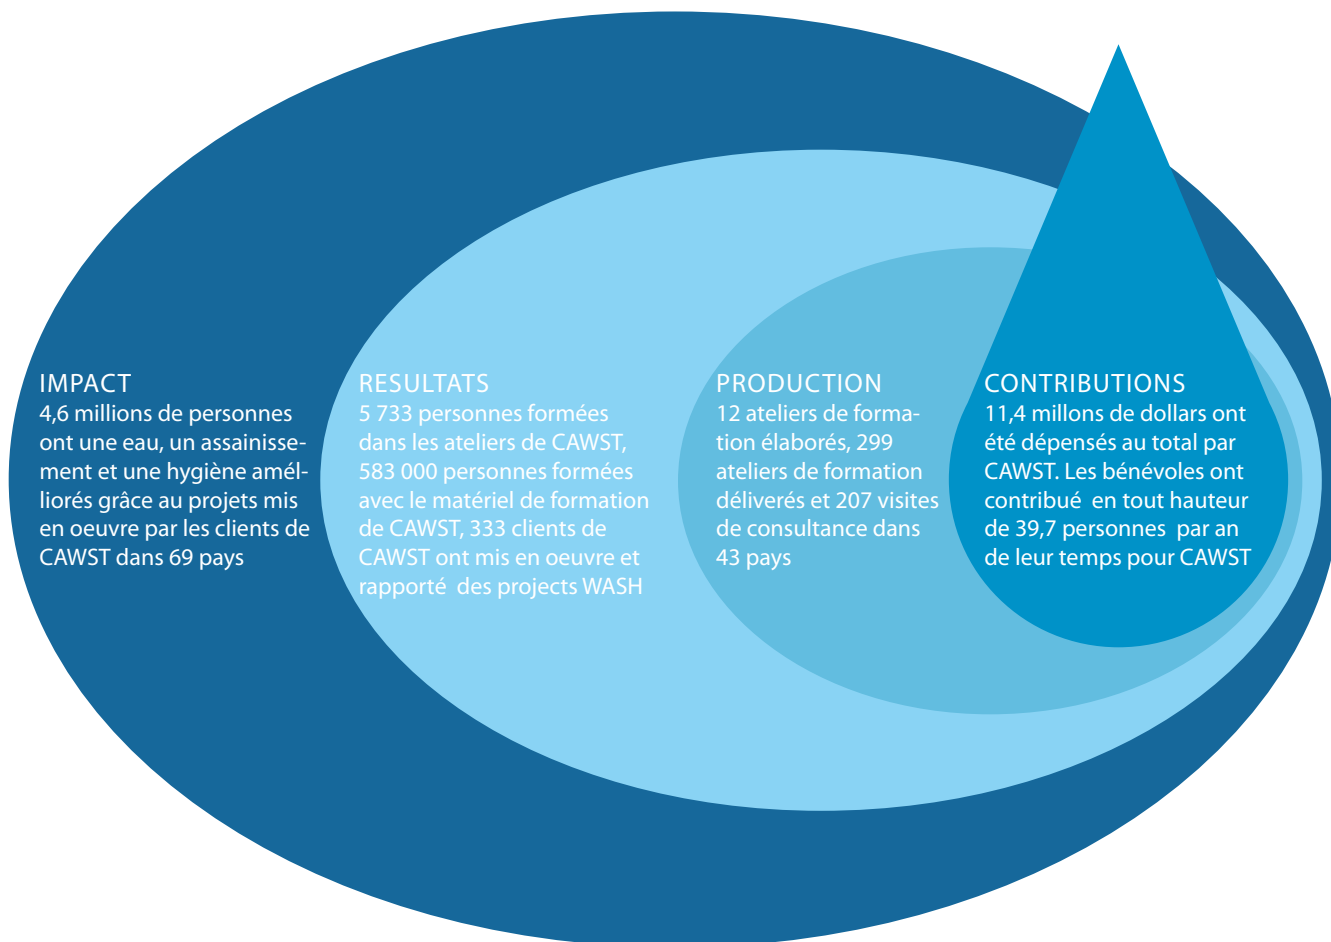 IMPACT
4,6 millions de personnes
ont une eau, un assainisse-
ment et une hygiène amél-
liorés grâce au projets mis
en oeuvre par les clients de
CAWST dans 69 pays
RESULTATS
5 733 personnes formées
dans les ateliers de CAWST,
583 000 personnes formées
avec le matériel de formation
de CAWST, 333 clients de
CAWST ont mis en oeuvre et
rapporté  des projects WASH
PRODUCTION
12 ateliers de forma-
tion élaborés, 299
ateliers de formation
déliverés et 207 visites
de consultance dans
43 pays
CONTRIBUTIONS
11,4 millons de dollars ont
été dépensés au total par
CAWST. Les bénévoles ont
contribué  en tout hauteur
de 39,7 personnes  par an
de leur temps pour CAWST